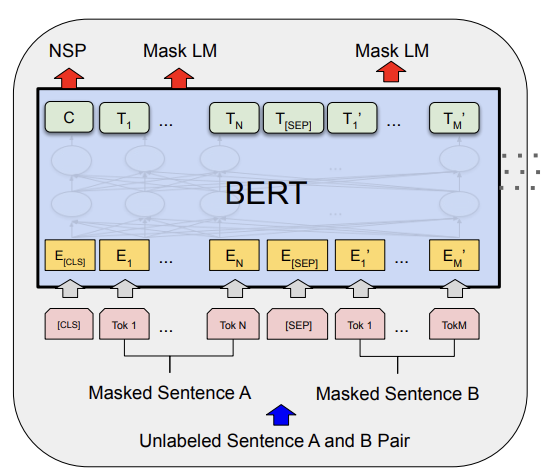 NSP Mask LM Mask LM
C T1 ... TN T[SEP] T1’ ... TM’
...
BERT
...
E[CLS] E1 ... EN E[SEP] E1’ ... EM’
[CLS] Tok 1 ... Tok N [SEP] Tok 1 ... TokM
Masked Sentence A Masked Sentence B
Unlabeled Sentence A and B Pair